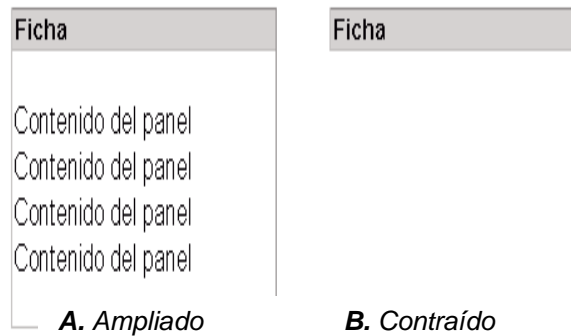 Ficha
Contenido del panel
Contenido del panel
Contenido del panel
Contenido del panel
A. Ampliado
Ficha
B. Contraído